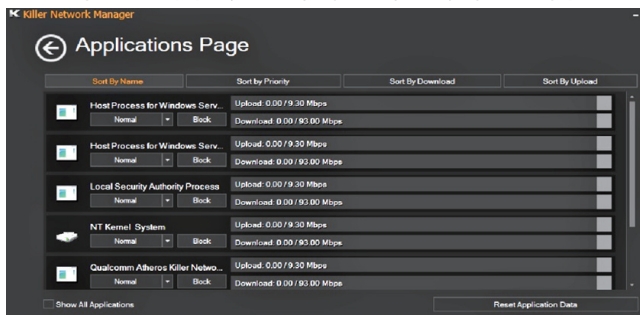 Killer Network Manager
Applications Page
Sort By Name Sort by Priority Sort By Download Sort By Upload
Host Process for Windows Serv... Upload: 0.00 / 9.30 Mbps
Normal Block Download: 0.00 / 93.00 Mbps
Host Process for Windows Serv... Upload: 0.00 / 9.30 Mbps
Normal Block Download: 0.00 / 93.00 Mbps
Local Security Authority Process Upload: 0.00 / 9.30 Mbps
Normal Block Download: 0.00 / 93.00 Mbps
NT Kernel System Upload: 0.00 / 9.30 Mbps
Normal Block Download: 0.00 / 93.00 Mbps
Qualcomm Atheros Killer Netwo... Upload: 0.00 / 9.30 Mbps
Normal Block Download: 0.00 / 93.00 Mbps
Show All Applications Reset Application Data